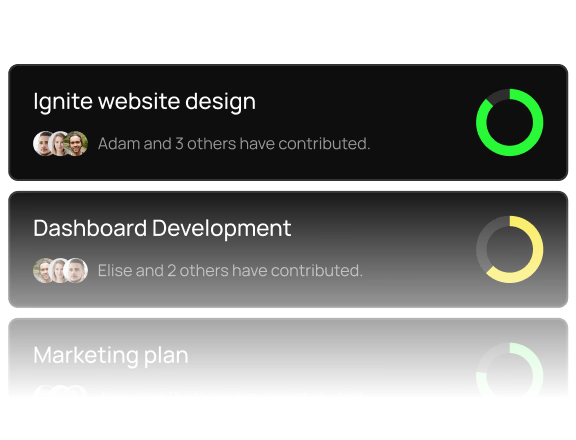 Ignite website design
Adam and 3 others have contributed.
Dashboard Development
Elise and 2 others have contributed.
Marketing plan